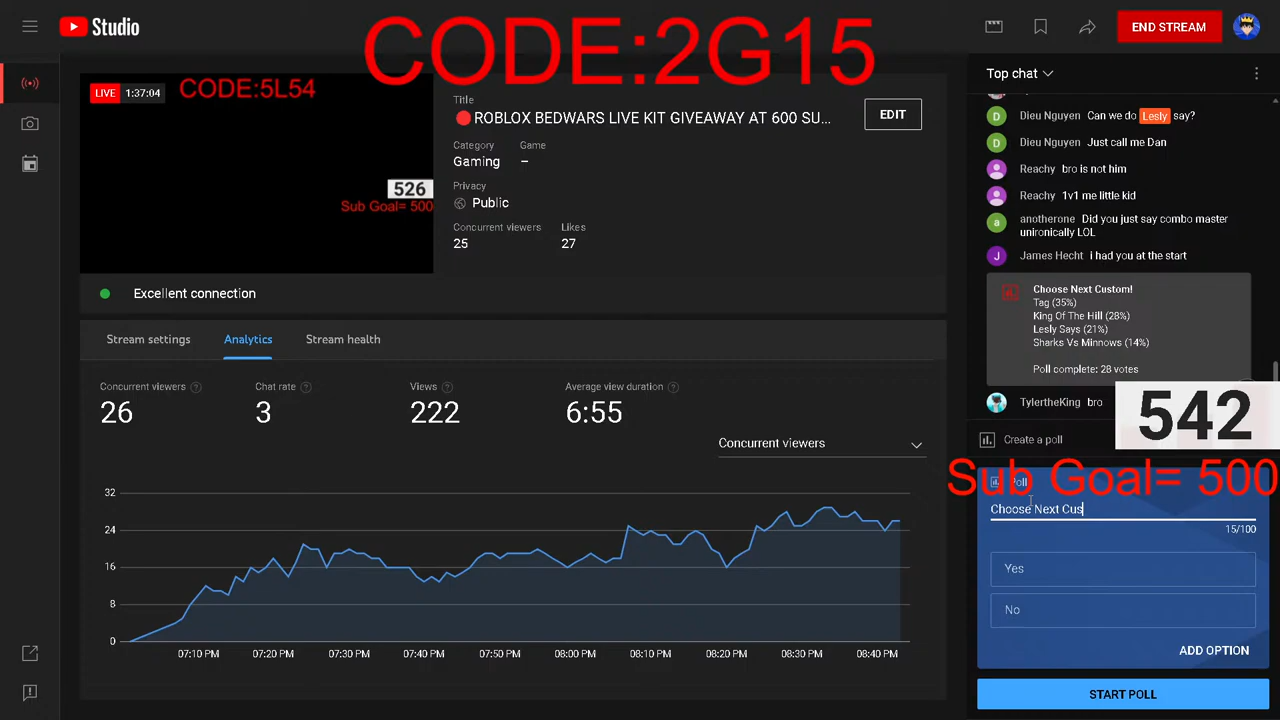 Studio
CODE:2G15
END STREAM
LIVE 1:37:04
CODE:5L54
526
Sub Goal= 500
Title
ROBLOX BEDWARS LIVE KIT GIVEAWAY AT 600 SU...
EDIT
Category
Game
Gaming
–
Privacy
Public
Concurrent viewers
Likes
25
27
Excellent connection
Stream settings
Analytics
Stream health
Concurrent viewers
Chat rate
Views
Average view duration
26
3
222
6:55
Concurrent viewers
32
24
16
8
0
07:10 PM
07:20 PM
07:30 PM
07:40 PM
07:50 PM
08:00 PM
08:10 PM
08:20 PM
08:30 PM
08:40 PM
Top chat
D Dieu Nguyen Can we do Lesly say?
D Dieu Nguyen Just call me Dan
Reachy bro is not him
Reachy 1v1 me little kid
a anotherone Did you just say combo master
unironically LOL
J James Hecht i had you at the start
Choose Next Custom!
Tag (35%)
King Of The Hill (28%)
Lesly Says (21%)
Sharks Vs Minnows (14%)
Poll complete: 28 votes
TylertheKing bro
542
Create a poll
Sub Goal= 500
Poll
Choose Next Cus
15/100
Yes
No
ADD OPTION
START POLL